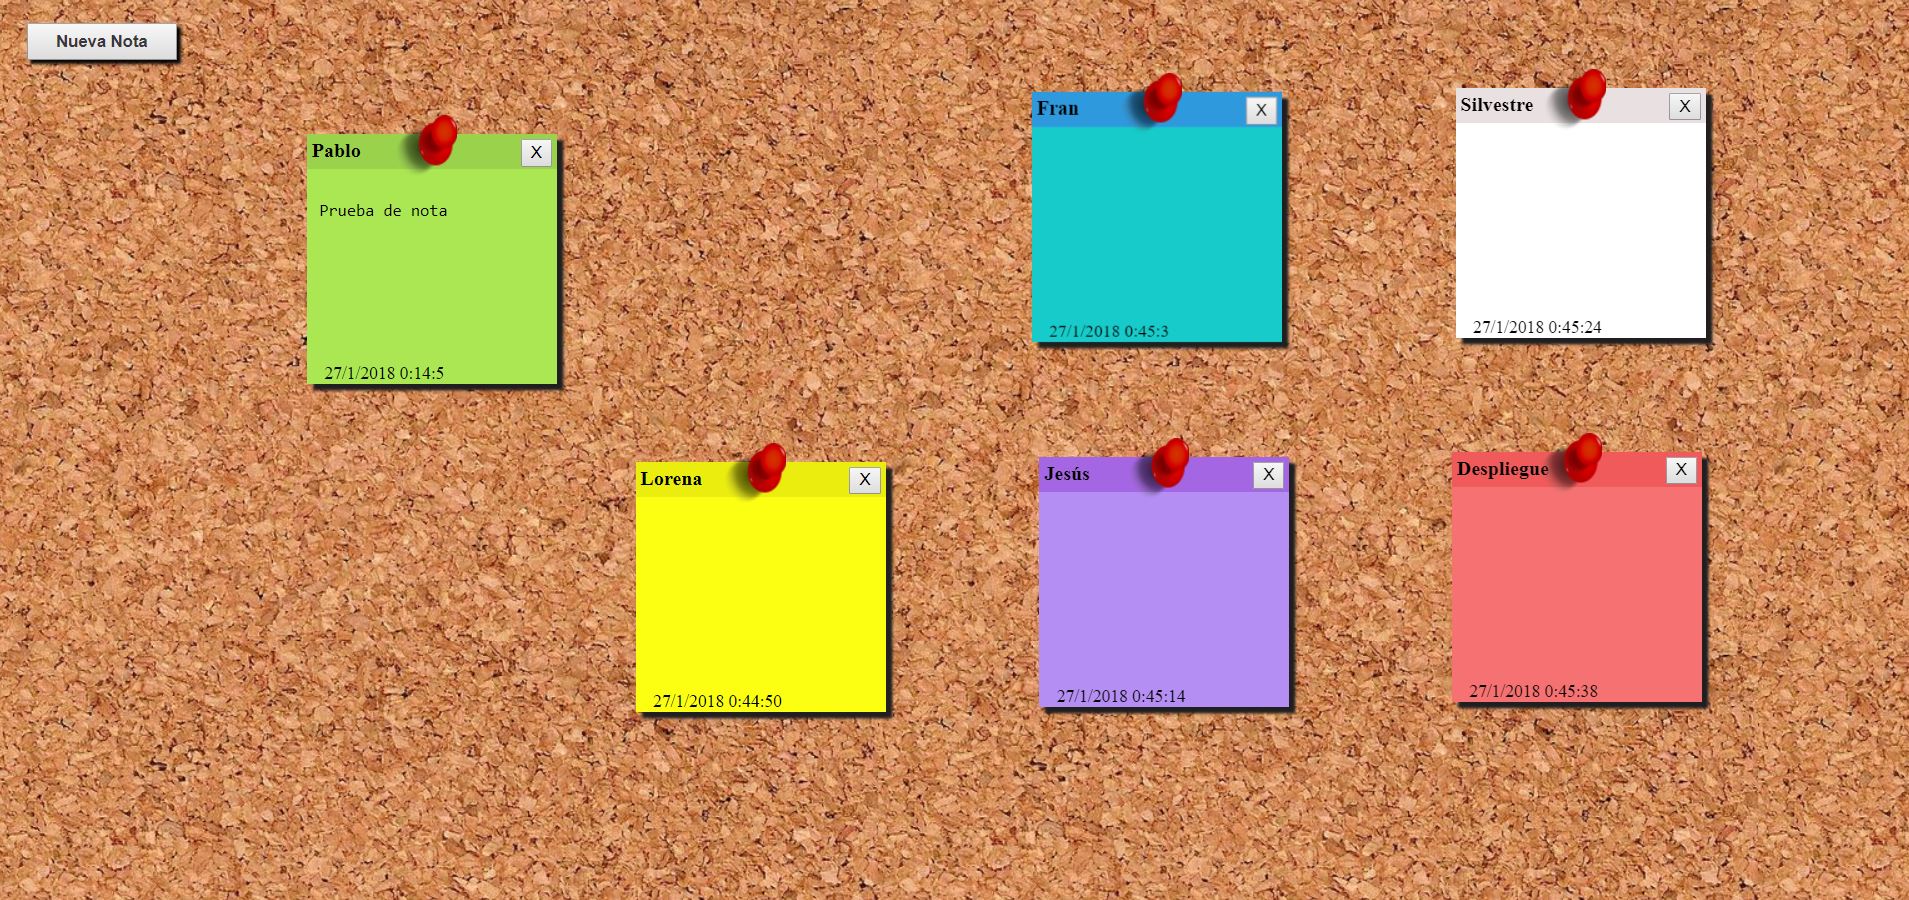 Nueva Nota
Pablo
X
Prueba de nota
27/1/2018 0:14:5
Fran
X
27/1/2018 0:45:3
Silvestre
X
27/1/2018 0:45:24
Lorena
X
27/1/2018 0:44:50
Jesús
X
27/1/2018 0:45:14
Despliegue
X
27/1/2018 0:45:38